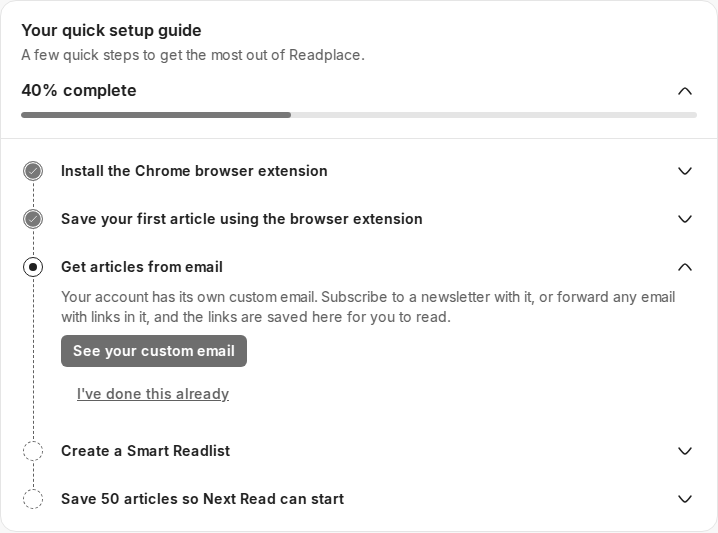 Your quick setup guide
A few quick steps to get the most out of Readplace.
40% complete
Install the Chrome browser extension
Save your first article using the browser extension
Get articles from email
Your account has its own custom email. Subscribe to a newsletter with it, or forward any email
with links in it, and the links are saved here for you to read.
See your custom email
I've done this already
Create a Smart Readlist
Save 50 articles so Next Read can start